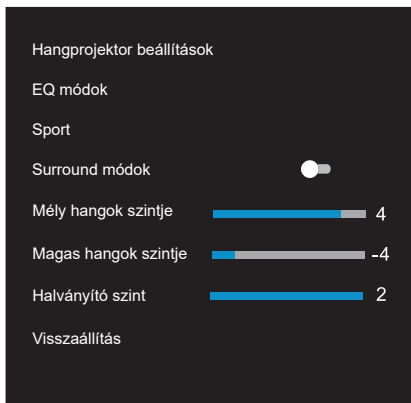 Hangprojektor beállítások
EQ módok
Sport
Surround módok
Mély hangok szintje 4
Magas hangok szintje -4
Halványító szint 2
Visszaállítás